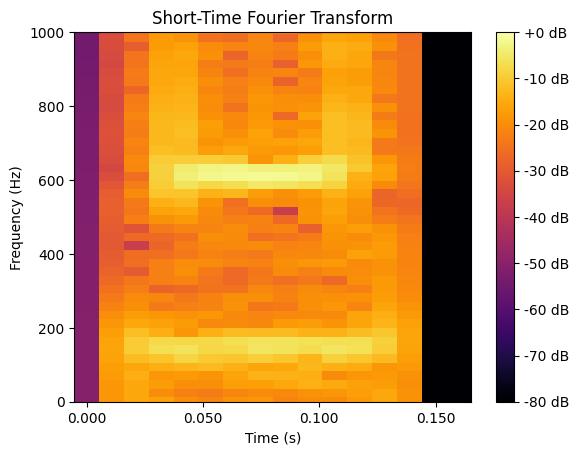 Short-Time Fourier Transform
Frequency (Hz)
1000
800
600
400
200
0
0.000
0.050
0.100
0.150
Time (s)
+0 dB
-10 dB
-20 dB
-30 dB
-40 dB
-50 dB
-60 dB
-70 dB
-80 dB